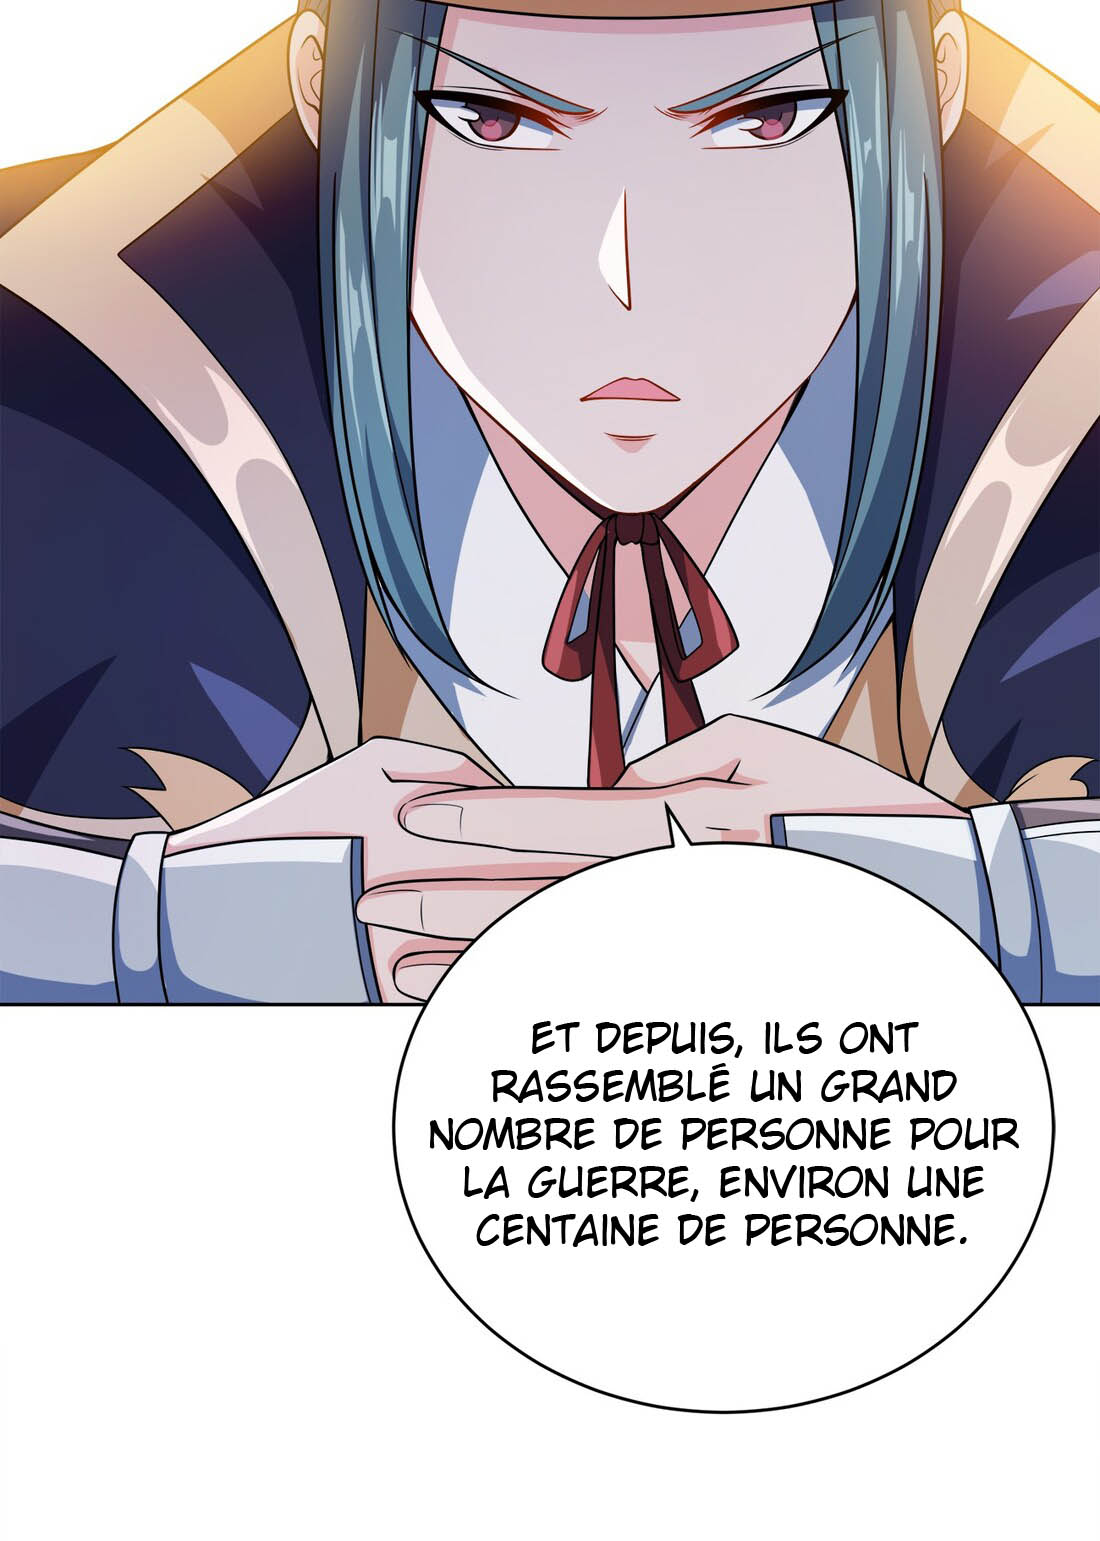 ET DEPUIS, ILS ONT
RASSEMBLÉ UN GRAND
NOMBRE DE PERSONNE POUR
LA GUERRE, ENVIRON UNE
CENTAINE DE PERSONNE.